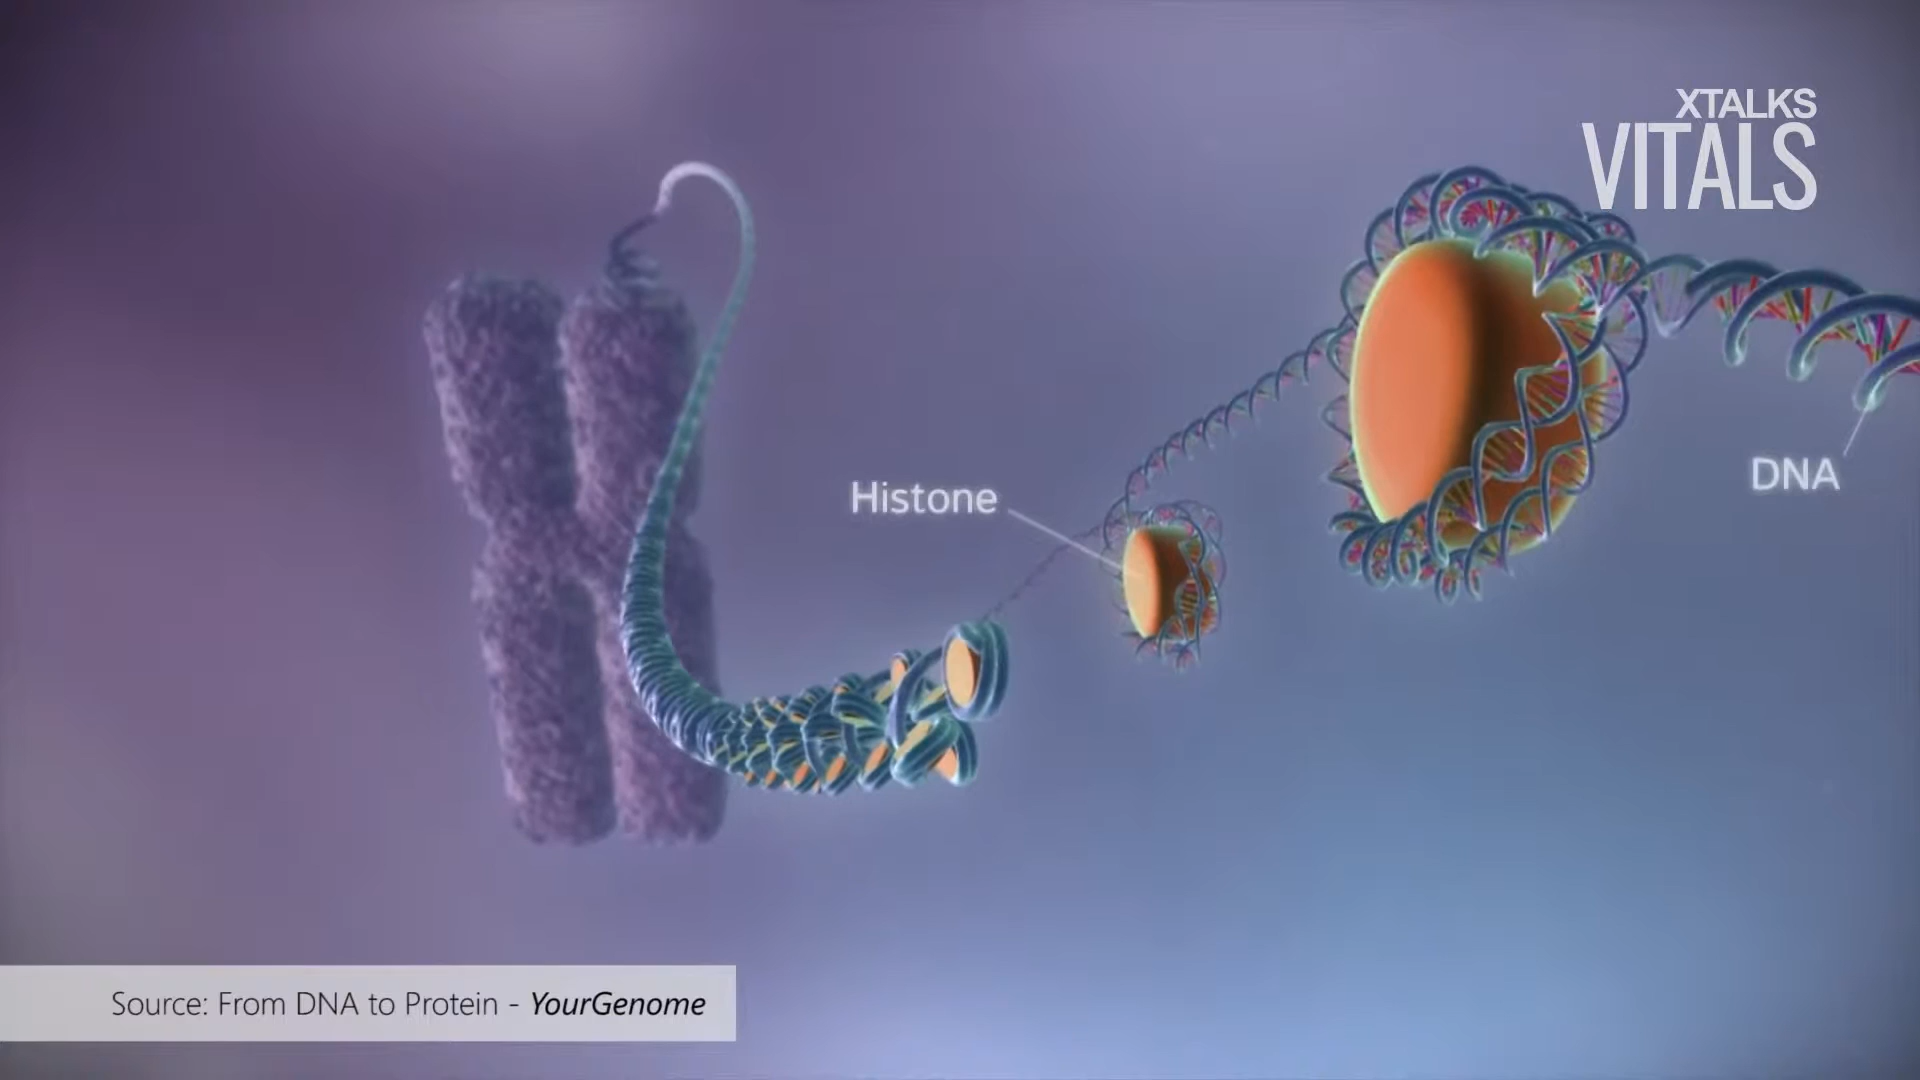 XTALKS
VITALS
Histone
DNA
Source: From DNA to Protein - YourGenome